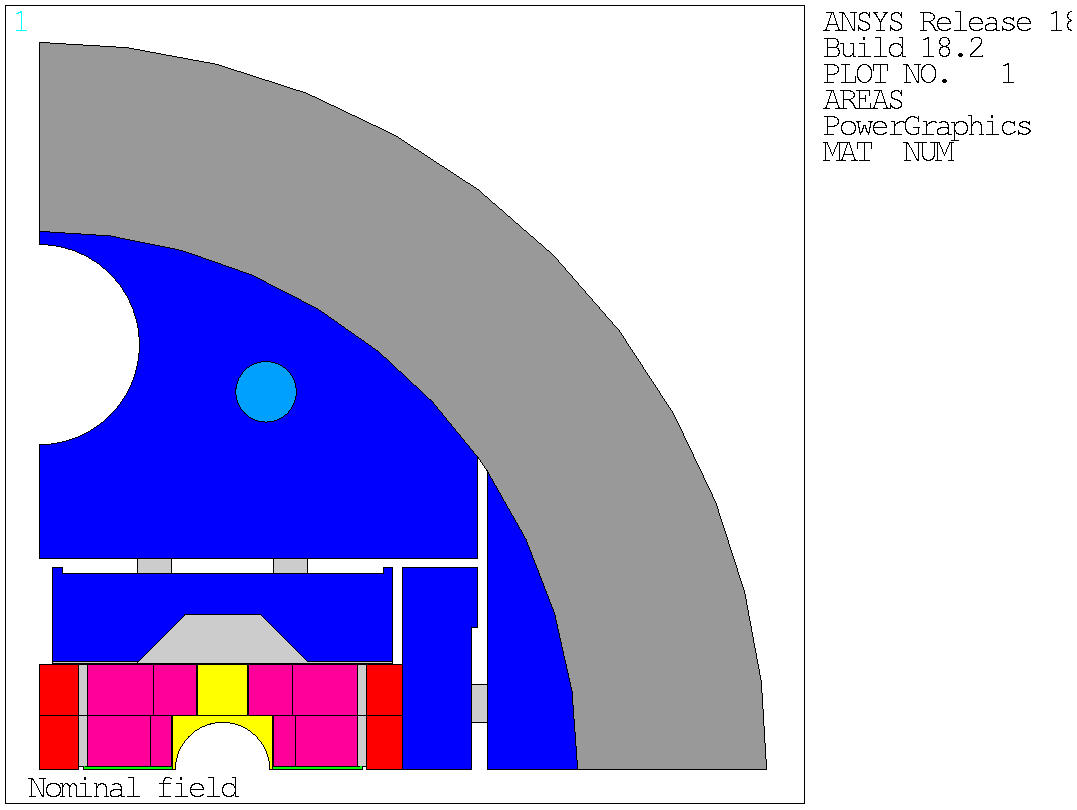 1
ANSYS Release 18
Build 18.2
PLOT NO.   1
AREAS
PowerGraphics
MAT  NUM
Nominal field